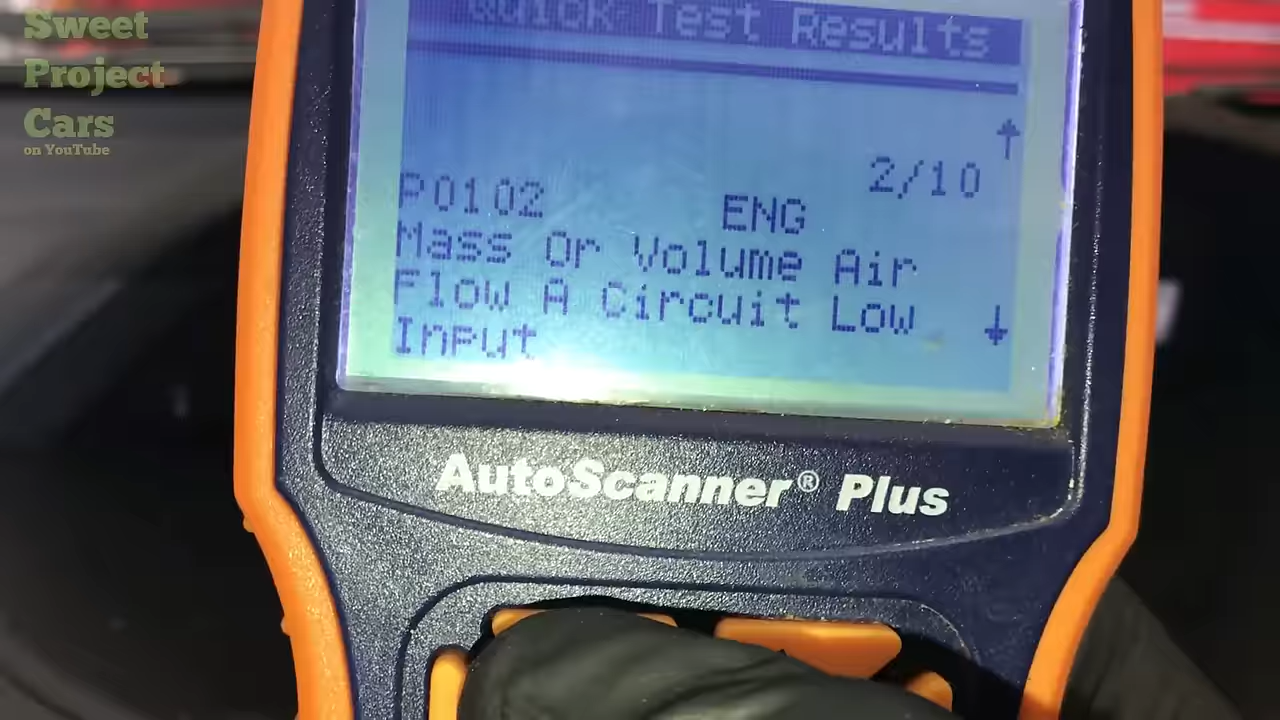 Sweet
Project
Cars
on YouTube
Quick Test Results
2/10
P0102 ENG
Mass Or Volume Air
Flow A Circuit Low
Input
AutoScanner® Plus